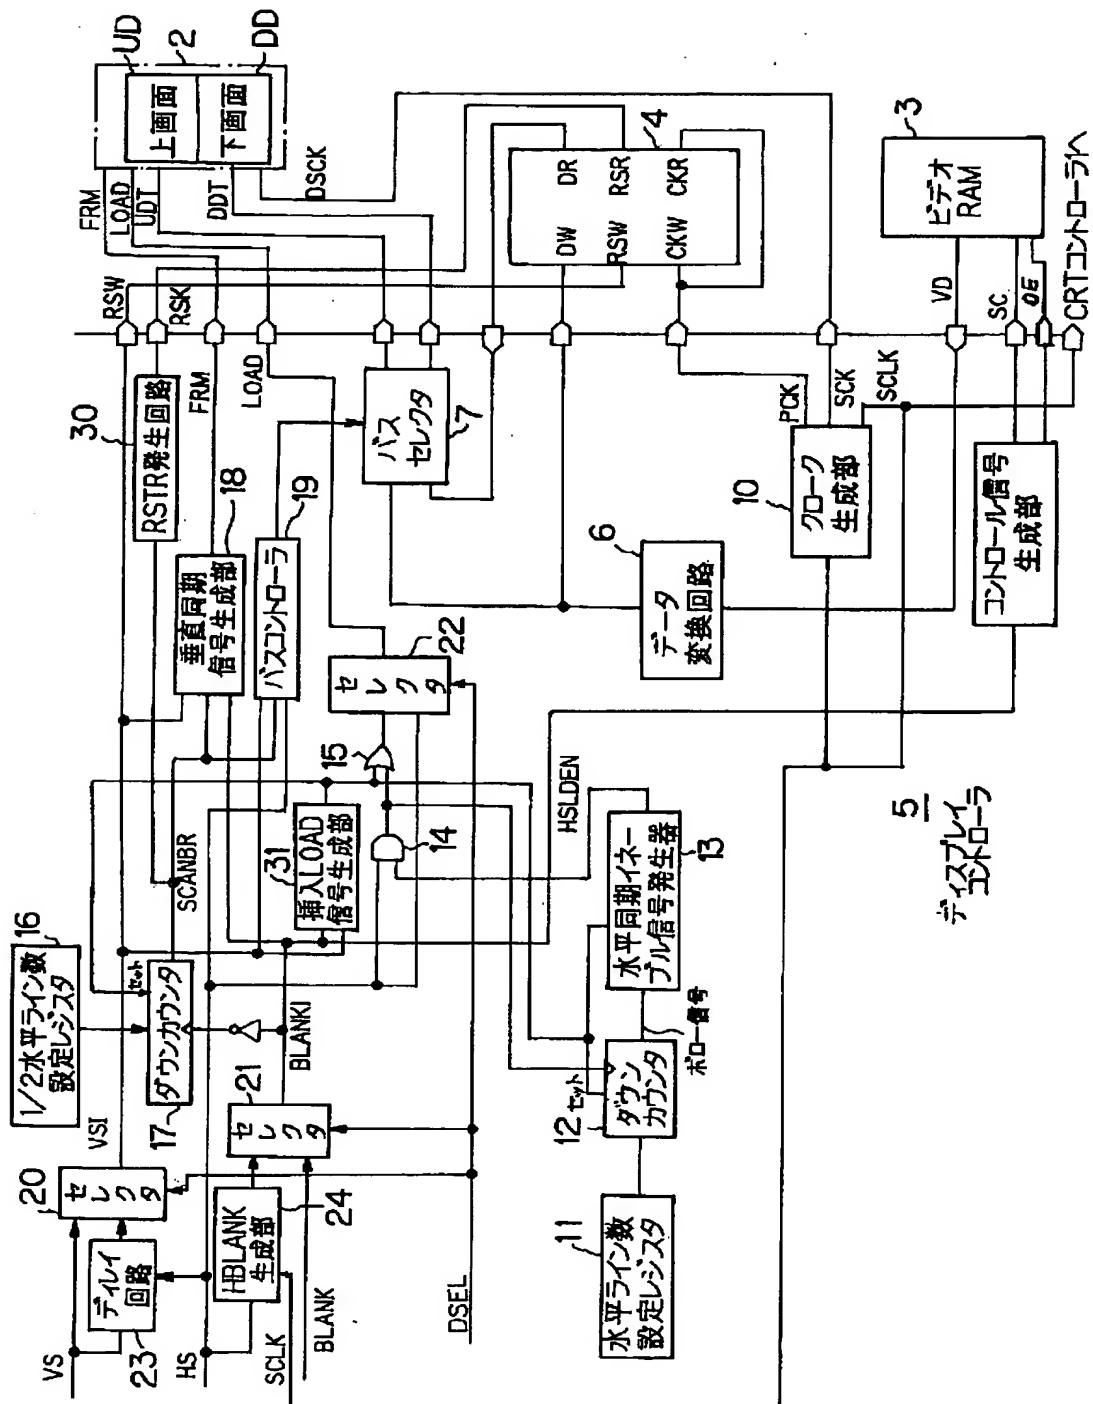 VS
HS
SCLK
BLANK
DSEL
23
ディレイ
回路
20
セレクタ
VSI
16
1/2水平ライン数
設定レジスタ
17
ダウンカウンタ
セット
24
HBLANK
生成部
21
セレクタ
BLANKI
SCANBR
30
RSTR発生回路
18
垂直同期
信号生成部
19
バスコントローラ
31
挿入LOAD
信号生成部
14
15
22
セレクタ
11
水平ライン数
設定レジスタ
12
セット
ダウン
カウンタ
ボロー信号
13
水平同期イネー
ブル信号発生器
HSLDEN
5
ディスプレイ
コントローラ
6
データ
変換回路
7
バス
セレクタ
10
クローク
生成部
PCK
SCK
SCLK
コントロール信号
生成部
RSW
RSK
FRM
LOAD
FRM
LOAD
UDT
DDT
DSCK
UD
2
DD
上画面
下画面
4
DW
RSW
CKW
DR
RSR
CKR
3
ビデオ
RAM
VD
SC
OE
CRTコントローラ1へ